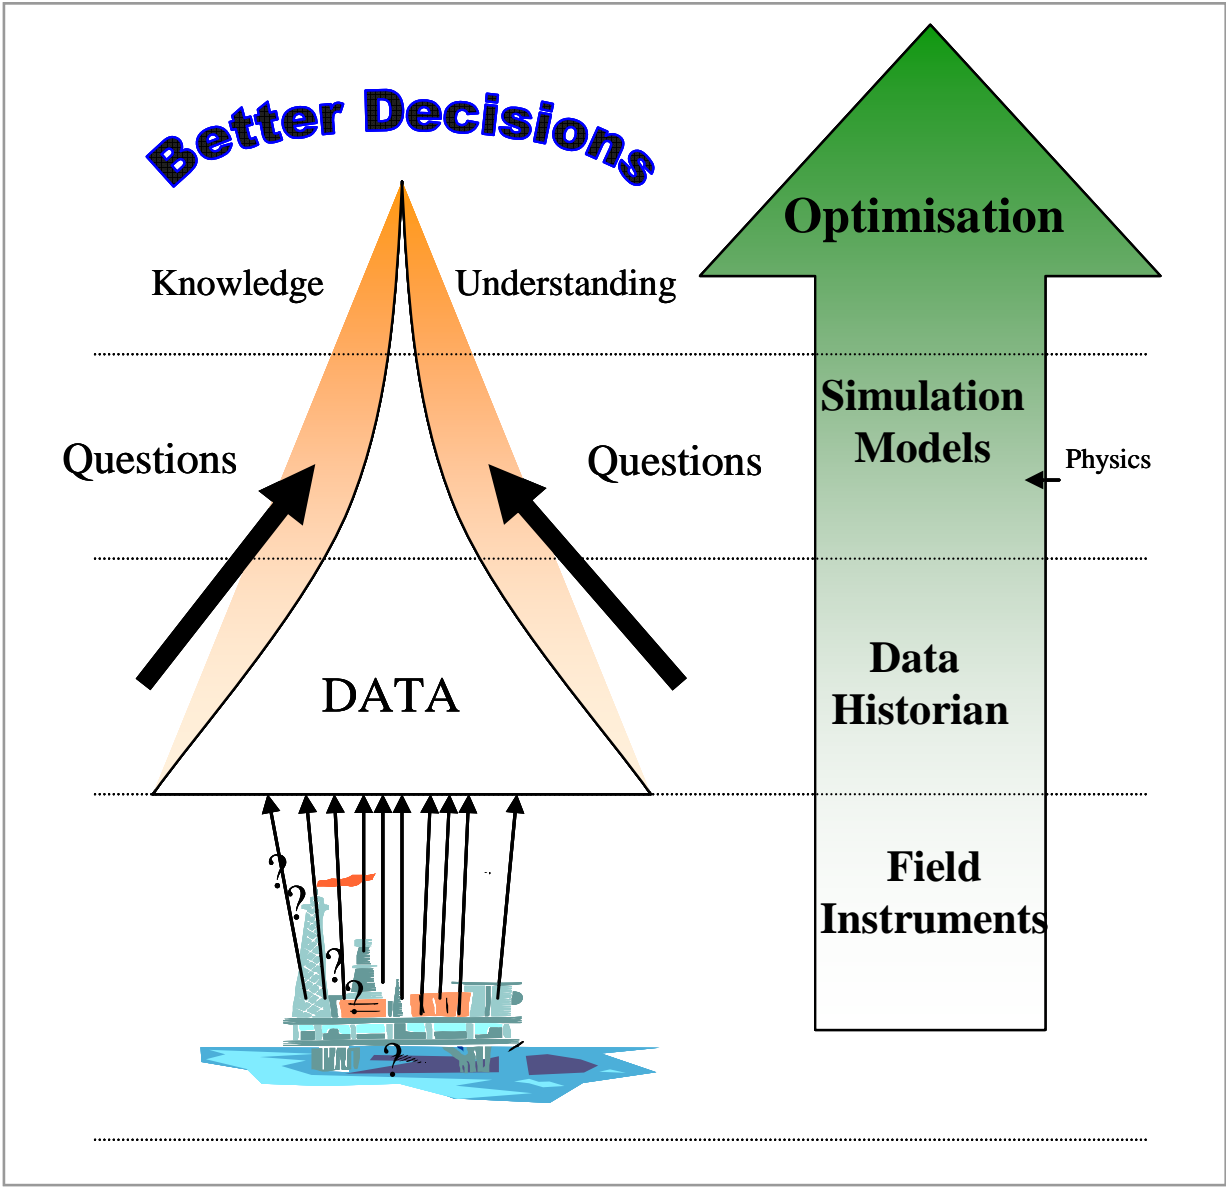 Better Decisions
Optimisation
Knowledge
Understanding
Simulation
Models
Questions
Questions
Physics
DATA
Data
Historian
Field
Instruments
?
?
?
?
?